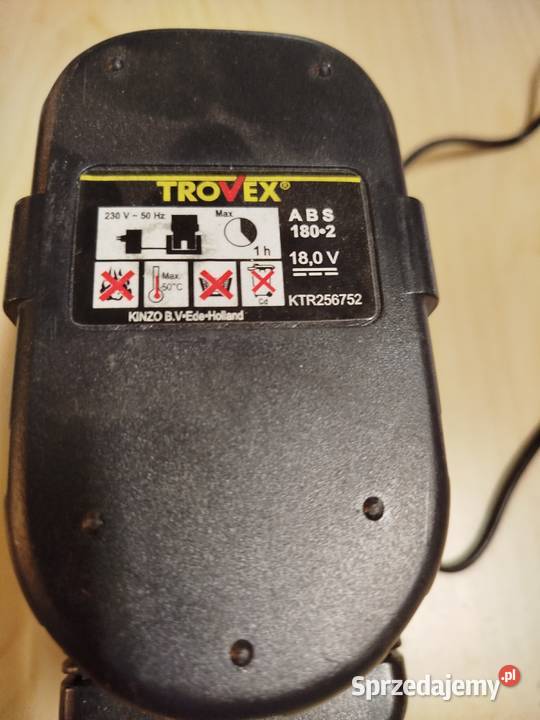 TROVEX®
230 V ~ 50 Hz
Max
1 h
ABS
180•2
18,0 V
Max.
50°C
Cd
KTR256752
KINZO B.V•Ede•Holland
Sprzedajemy.pl